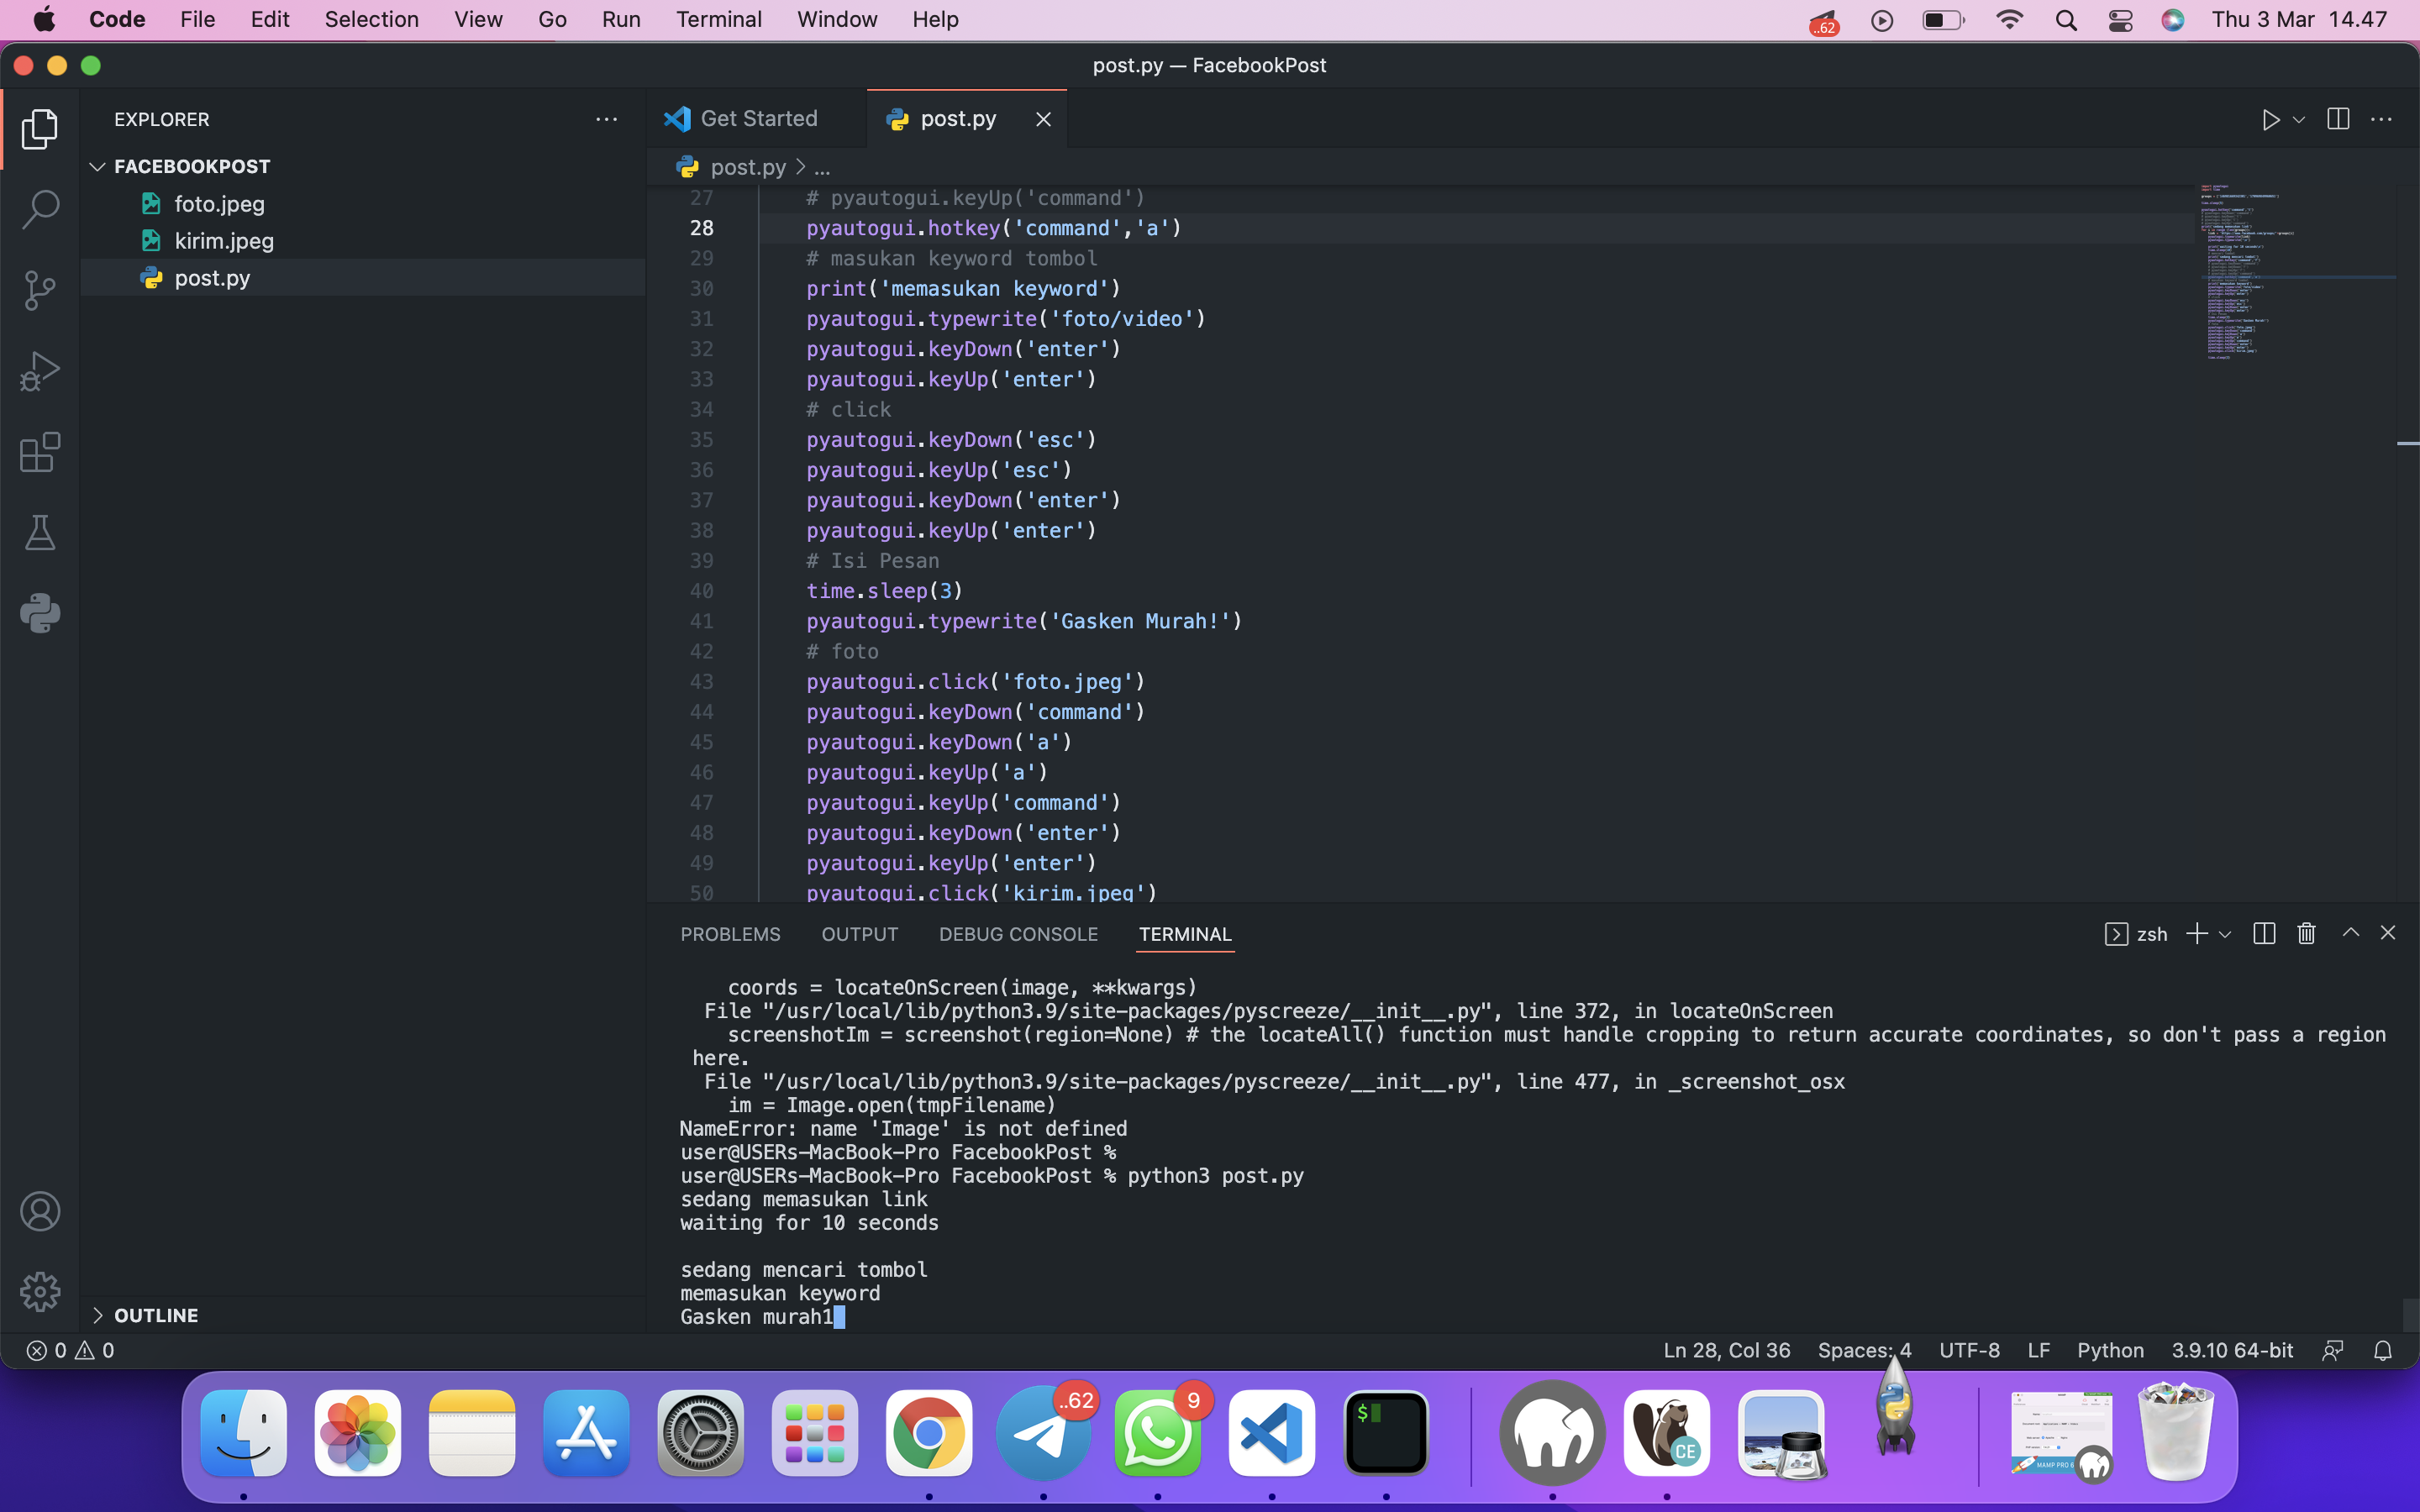 Code File Edit Selection View Go Run Terminal Window Help ..62 Thu 3 Mar 14.47
post.py — FacebookPost
EXPLORER
FACEBOOKPOST
foto.jpeg
kirim.jpeg
post.py
OUTLINE
Get Started post.py
post.py > ...
27 # pyautogui.keyUp('command')
28 pyautogui.hotkey('command','a')
29 # masukan keyword tombol
30 print('memasukan keyword')
31 pyautogui.typewrite('foto/video')
32 pyautogui.keyDown('enter')
33 pyautogui.keyUp('enter')
34 # click
35 pyautogui.keyDown('esc')
36 pyautogui.keyUp('esc')
37 pyautogui.keyDown('enter')
38 pyautogui.keyUp('enter')
39 # Isi Pesan
40 time.sleep(3)
41 pyautogui.typewrite('Gasken Murah!')
42 # foto
43 pyautogui.click('foto.jpeg')
44 pyautogui.keyDown('command')
45 pyautogui.keyDown('a')
46 pyautogui.keyUp('a')
47 pyautogui.keyUp('command')
48 pyautogui.keyDown('enter')
49 pyautogui.keyUp('enter')
50 pyautogui.click('kirim.jpeg')
PROBLEMS OUTPUT DEBUG CONSOLE TERMINAL zsh
coords = locateOnScreen(image, **kwargs)
File "/usr/local/lib/python3.9/site-packages/pyscreeze/__init__.py", line 372, in locateOnScreen
screenshotIm = screenshot(region=None) # the locateAll() function must handle cropping to return accurate coordinates, so don't pass a region
here.
File "/usr/local/lib/python3.9/site-packages/pyscreeze/__init__.py", line 477, in _screenshot_osx
im = Image.open(tmpFilename)
NameError: name 'Image' is not defined
user@USERs-MacBook-Pro FacebookPost %
user@USERs-MacBook-Pro FacebookPost % python3 post.py
sedang memasukan link
waiting for 10 seconds
sedang mencari tombol
memasukan keyword
Gasken murah1
0 0 Ln 28, Col 36 Spaces: 4 UTF-8 LF Python 3.9.10 64-bit
..62 9 $ CE
MAMP PRO